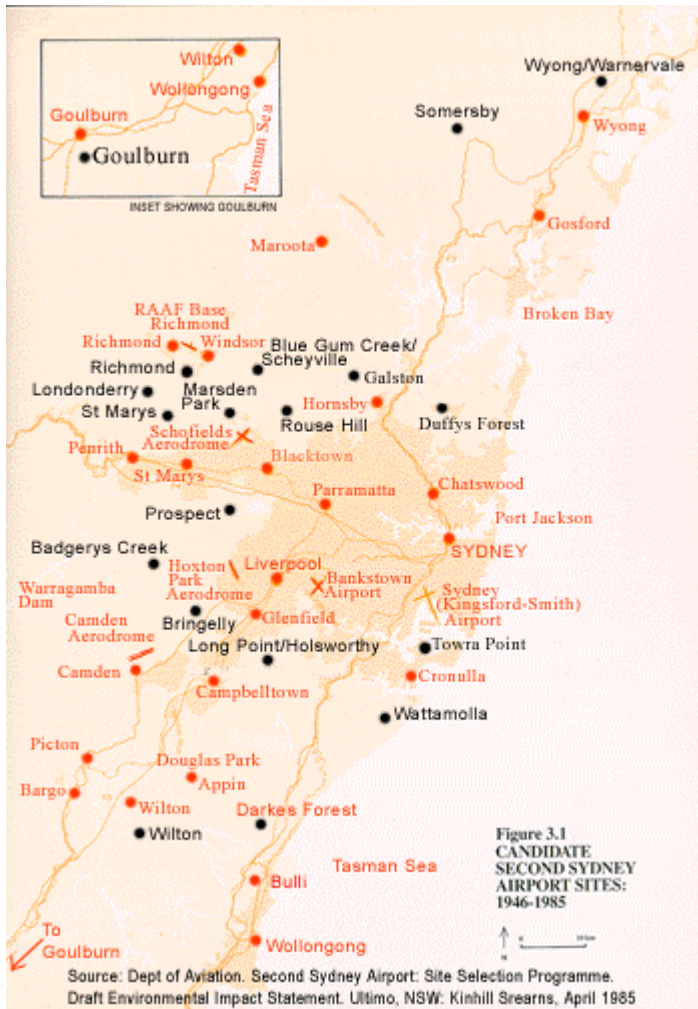 Wilton
Wollongong
Goulburn
Goulburn
Tasman Sea
INSET SHOWING GOULBURN
Wyong/Warnervale
Somersby
Wyong
Gosford
Maroota
Broken Bay
RAAF Base
Richmond
Richmond
Windsor
Blue Gum Creek/
Scheyville
Richmond
Galston
Londonderry
Marsden
Park
St Marys
Hornsby
Rouse Hill
Duffys Forest
Schofields
Aerodrome
Penrith
St Marys
Blacktown
Parramatta
Chatswood
Prospect
Port Jackson
SYDNEY
Badgerys Creek
Hoxton
Park
Aerodrome
Liverpool
Bankstown
Airport
Sydney
(Kingsford-Smith)
Airport
Warragamba
Dam
Camden
Aerodrome
Bringelly
Glenfield
Long Point/Holsworthy
Towra Point
Camden
Campbelltown
Cronulla
Wattamolla
Picton
Douglas Park
Appin
Bargo
Wilton
Wilton
Darkes Forest
Figure 3.1
CANDIDATE
SECOND SYDNEY
AIRPORT SITES:
1946-1985
Tasman Sea
Bulli
To
Goulburn
Wollongong
Source: Dept of Aviation. Second Sydney Airport: Site Selection Programme.
Draft Environmental Impact Statement. Ultimo, NSW: Kinhill Srearns, April 1985